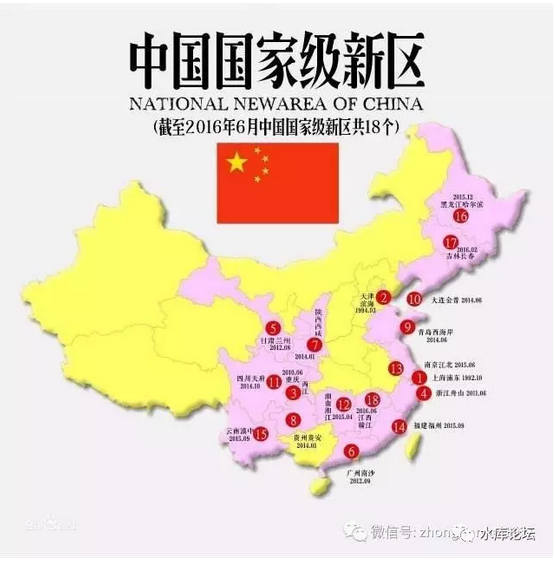 中国国家级新区
NATIONAL NEWAREA OF CHINA
(截至2016年6月中国国家级新区共18个)
2015.12
黑龙江哈尔滨
16
17
2016.02
吉林长春
天津
滨海
1994.03
2
10 大连金普 2014.06
陕西西咸
7
2014.01
9 青岛西海岸
2014.06
5
甘肃兰州
2012.08
13 南京江北 2015.06
1 上海浦东 1992.10
4 浙江舟山 2011.06
四川天府
2014.10
11
2010.06
重庆
两江
3
湖南湘江
12
2015.04
18
2016.06
江西
赣江
8
贵州贵安
2014.01
云南滇中
2015.09
15
14 福建福州 2015.09
6
广州南沙
2012.09
微信号: zhong
水库论坛